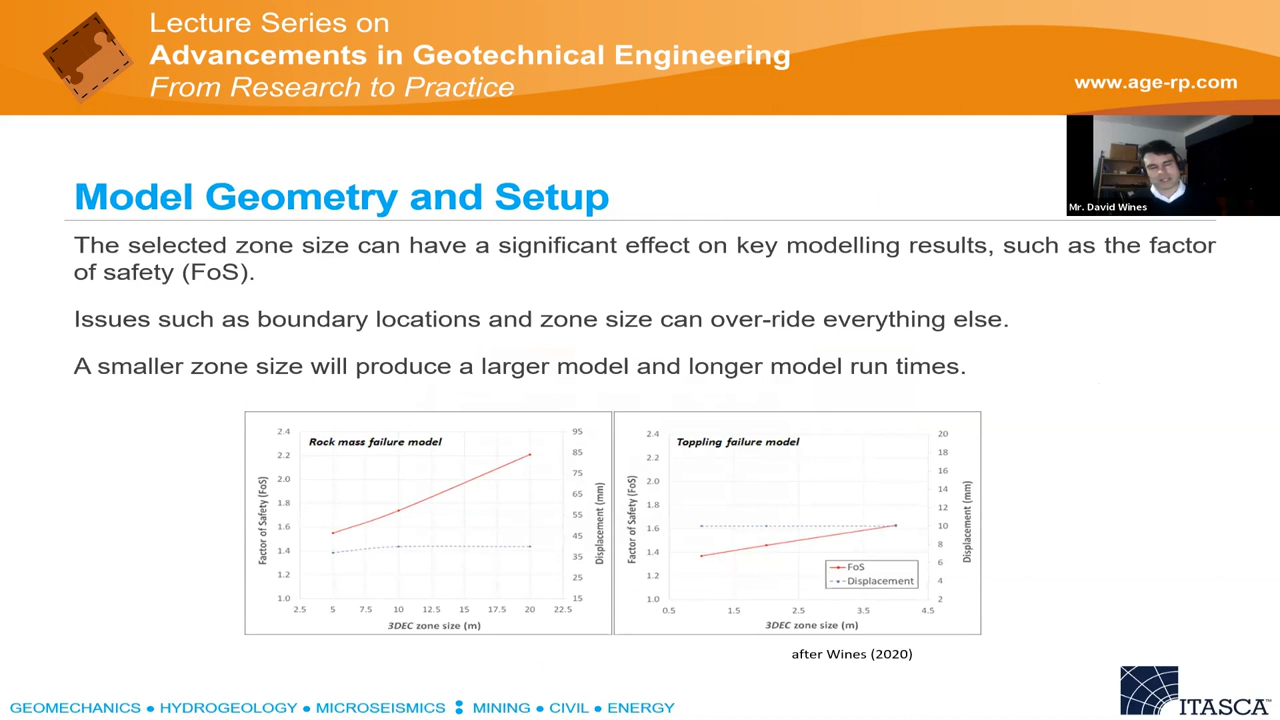 Lecture Series on
Advancements in Geotechnical Engineering
From Research to Practice
www.age-rp.com
Mr. David Wines
Model Geometry and Setup
The selected zone size can have a significant effect on key modelling results, such as the factor
of safety (FoS).
Issues such as boundary locations and zone size can over-ride everything else.
A smaller zone size will produce a larger model and longer model run times.
Rock mass failure model
Factor of Safety (FoS)
2.4
2.2
2.0
1.8
1.6
1.4
1.2
1.0
95
85
75
65
55
45
35
25
15
Displacement (mm)
2.5 5 7.5 10 12.5 15 17.5 20 22.5
3DEC zone size (m)
Toppling failure model
Factor of Safety (FoS)
2.4
2.2
2.0
1.8
1.6
1.4
1.2
1.0
20
18
16
14
12
10
8
6
4
2
Displacement (mm)
FoS
Displacement
0.5 1.5 2.5 3.5 4.5
3DEC zone size (m)
after Wines (2020)
GEOMECHANICS ● HYDROGEOLOGY ● MICROSEISMICS : MINING ● CIVIL ● ENERGY
ITASCA™